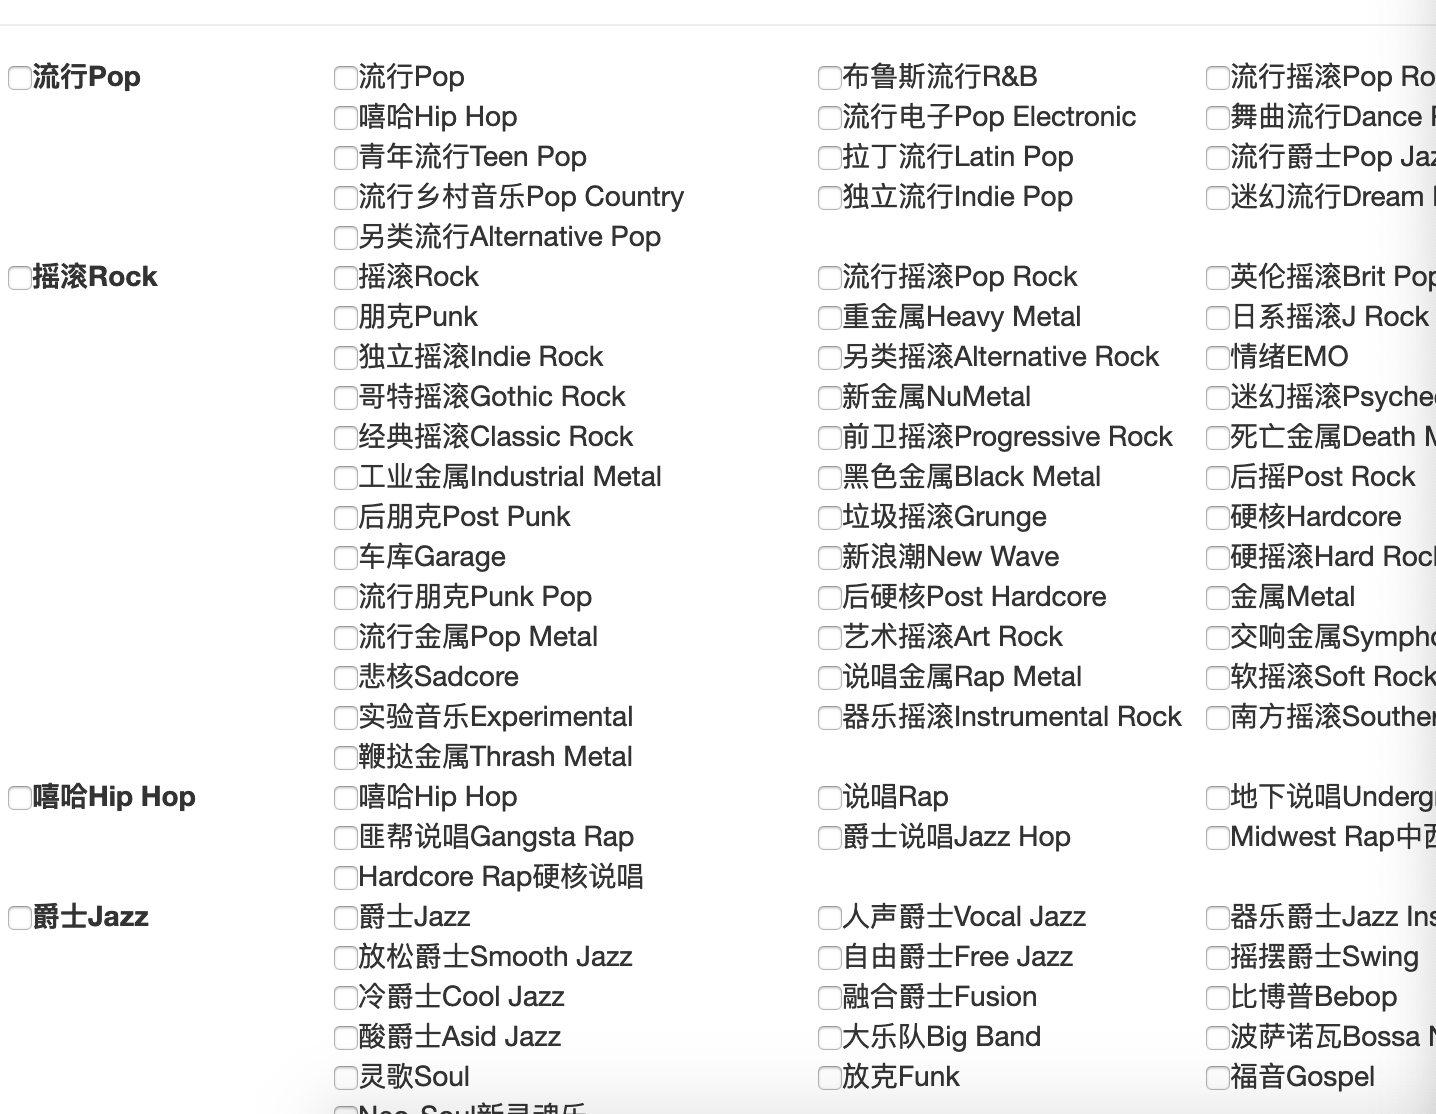 流行Pop 流行Pop 布鲁斯流行R&B 流行摇滚Pop
嘻哈Hip Hop 流行电子Pop Electronic 舞曲流行Dance
青年流行Teen Pop 拉丁流行Latin Pop 流行爵士Pop
流行乡村音乐Pop Country 独立流行Indie Pop 迷幻流行Dream
另类流行Alternative Pop
摇滚Rock 摇滚Rock 流行摇滚Pop Rock 英伦摇滚Brit Pop
朋克Punk 重金属Heavy Metal 日系摇滚J Rock
独立摇滚Indie Rock 另类摇滚Alternative Rock 情绪EMO
哥特摇滚Gothic Rock 新金属NuMetal 迷幻摇滚Psyche
经典摇滚Classic Rock 前卫摇滚Progressive Rock 死亡金属Death
工业金属Industrial Metal 黑色金属Black Metal 后摇Post Rock
后朋克Post Punk 垃圾摇滚Grunge 硬核Hardcore
车库Garage 新浪潮New Wave 硬摇滚Hard Rock
流行朋克Punk Pop 后硬核Post Hardcore 金属Metal
流行金属Pop Metal 艺术摇滚Art Rock 交响金属Sympho
悲核Sadcore 说唱金属Rap Metal 软摇滚Soft Rock
实验音乐Experimental 器乐摇滚Instrumental Rock 南方摇滚Souther
鞭挞金属Thrash Metal
嘻哈Hip Hop 嘻哈Hip Hop 说唱Rap 地下说唱Underg
匪帮说唱Gangsta Rap 爵士说唱Jazz Hop Midwest Rap中西
Hardcore Rap硬核说唱
爵士Jazz 爵士Jazz 人声爵士Vocal Jazz 器乐爵士Jazz Ins
放松爵士Smooth Jazz 自由爵士Free Jazz 摇摆爵士Swing
冷爵士Cool Jazz 融合爵士Fusion 比博普Bebop
酸爵士Asid Jazz 大乐队Big Band 波萨诺瓦Bossa
灵歌Soul 放克Funk 福音Gospel
Neo-Soul新灵魂乐